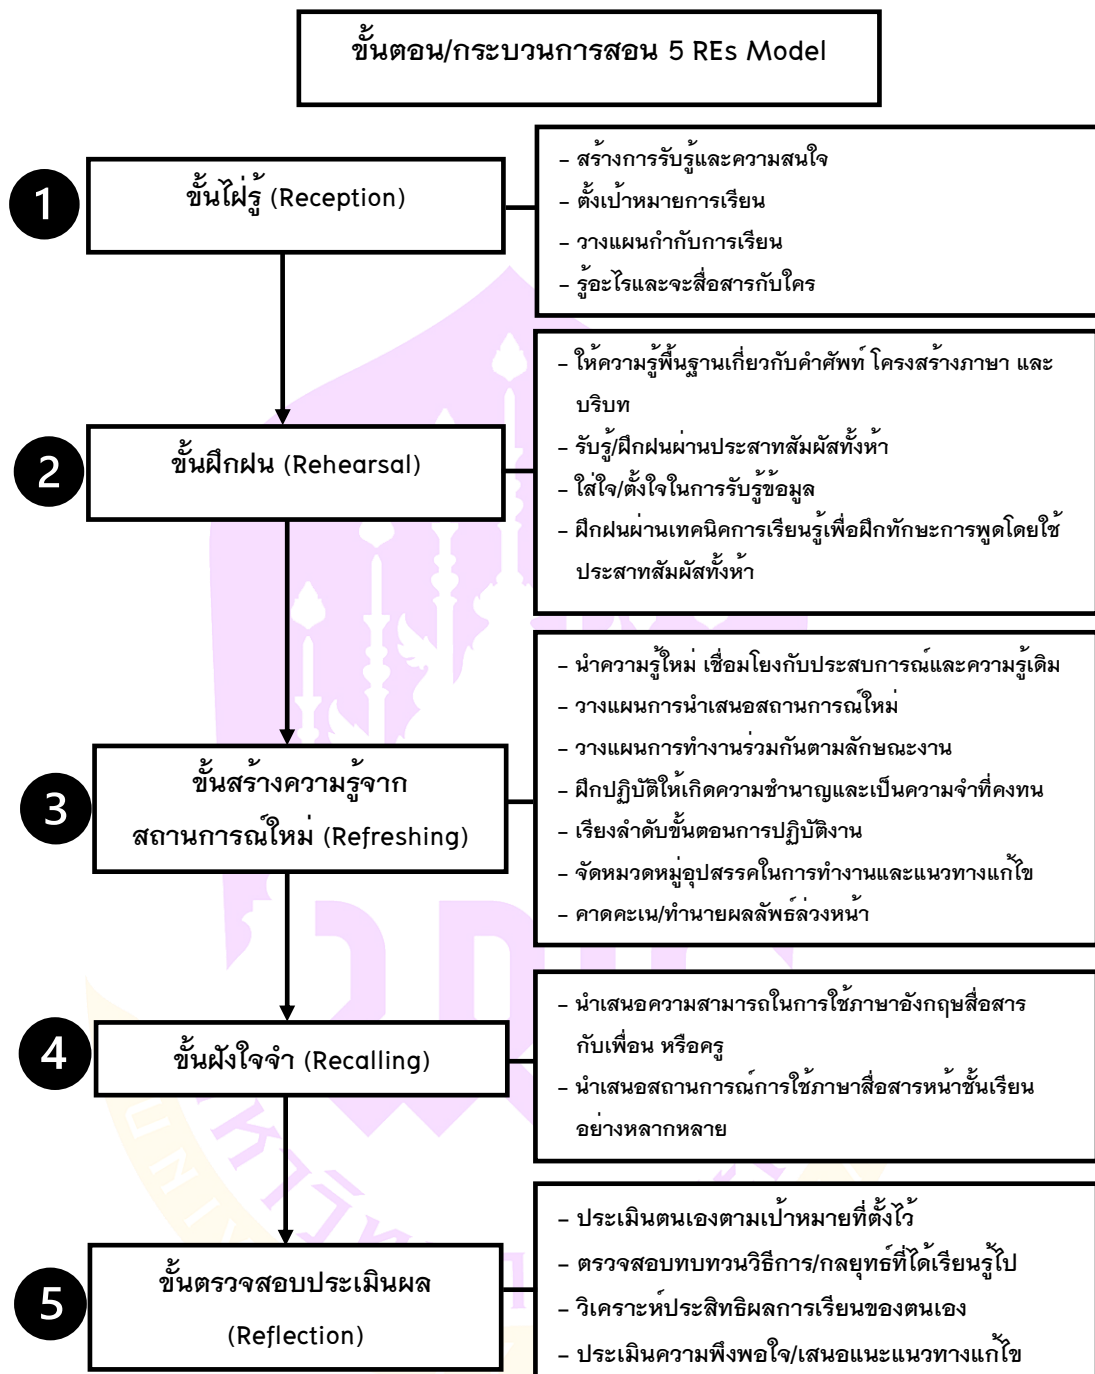 ขั้นตอน/กระบวนการสอน 5 REs Model
1
ขั้นไฝ่รู้ (Reception)
- สร้างการรับรู้และความสนใจ
- ตั้งเป้าหมายการเรียน
- วางแผนกำกับการเรียน
- รู้อะไรและจะสื่อสารกับใคร
2
ขั้นฝึกฝน (Rehearsal)
- ให้ความรู้พื้นฐานเกี่ยวกับคำศัพท์ โครงสร้างภาษา และ
บริบท
- รับรู้/ฝึกฝนผ่านประสาทสัมผัสทั้งห้า
- ใส่ใจ/ตั้งใจในการรับรู้ข้อมูล
- ฝึกฝนผ่านเทคนิคการเรียนรู้เพื่อฝึกทักษะการพูดโดยใช้
ประสาทสัมผัสทั้งห้า
3
ขั้นสร้างความรู้จาก
สถานการณ์ใหม่ (Refreshing)
- นำความรู้ใหม่ เชื่อมโยงกับประสบการณ์และความรู้เดิม
- วางแผนการนำเสนอสถานการณ์ใหม่
- วางแผนการทำงานร่วมกันตามลักษณะงาน
- ฝึกปฏิบัติให้เกิดความชำนาญและเป็นความจำที่คงทน
- เรียงลำดับขั้นตอนการปฏิบัติงาน
- จัดหมวดหมู่อุปสรรคในการทำงานและแนวทางแก้ไข
- คาดคะเน/ทำนายผลลัพธ์ล่วงหน้า
4
ขั้นฝังใจจำ (Recalling)
- นำเสนอความสามารถในการใช้ภาษาอังกฤษสื่อสาร
กับเพื่อน หรือครู
- นำเสนอสถานการณ์การใช้ภาษาสื่อสารหน้าชั้นเรียน
อย่างหลากหลาย
5
ขั้นตรวจสอบประเมินผล
(Reflection)
- ประเมินตนเองตามเป้าหมายที่ตั้งไว้
- ตรวจสอบทบทวนวิธีการ/กลยุทธ์ที่ได้เรียนรู้ไป
- วิเคราะห์ประสิทธิผลการเรียนของตนเอง
- ประเมินความพึงพอใจ/เสนอแนะแนวทางแก้ไข